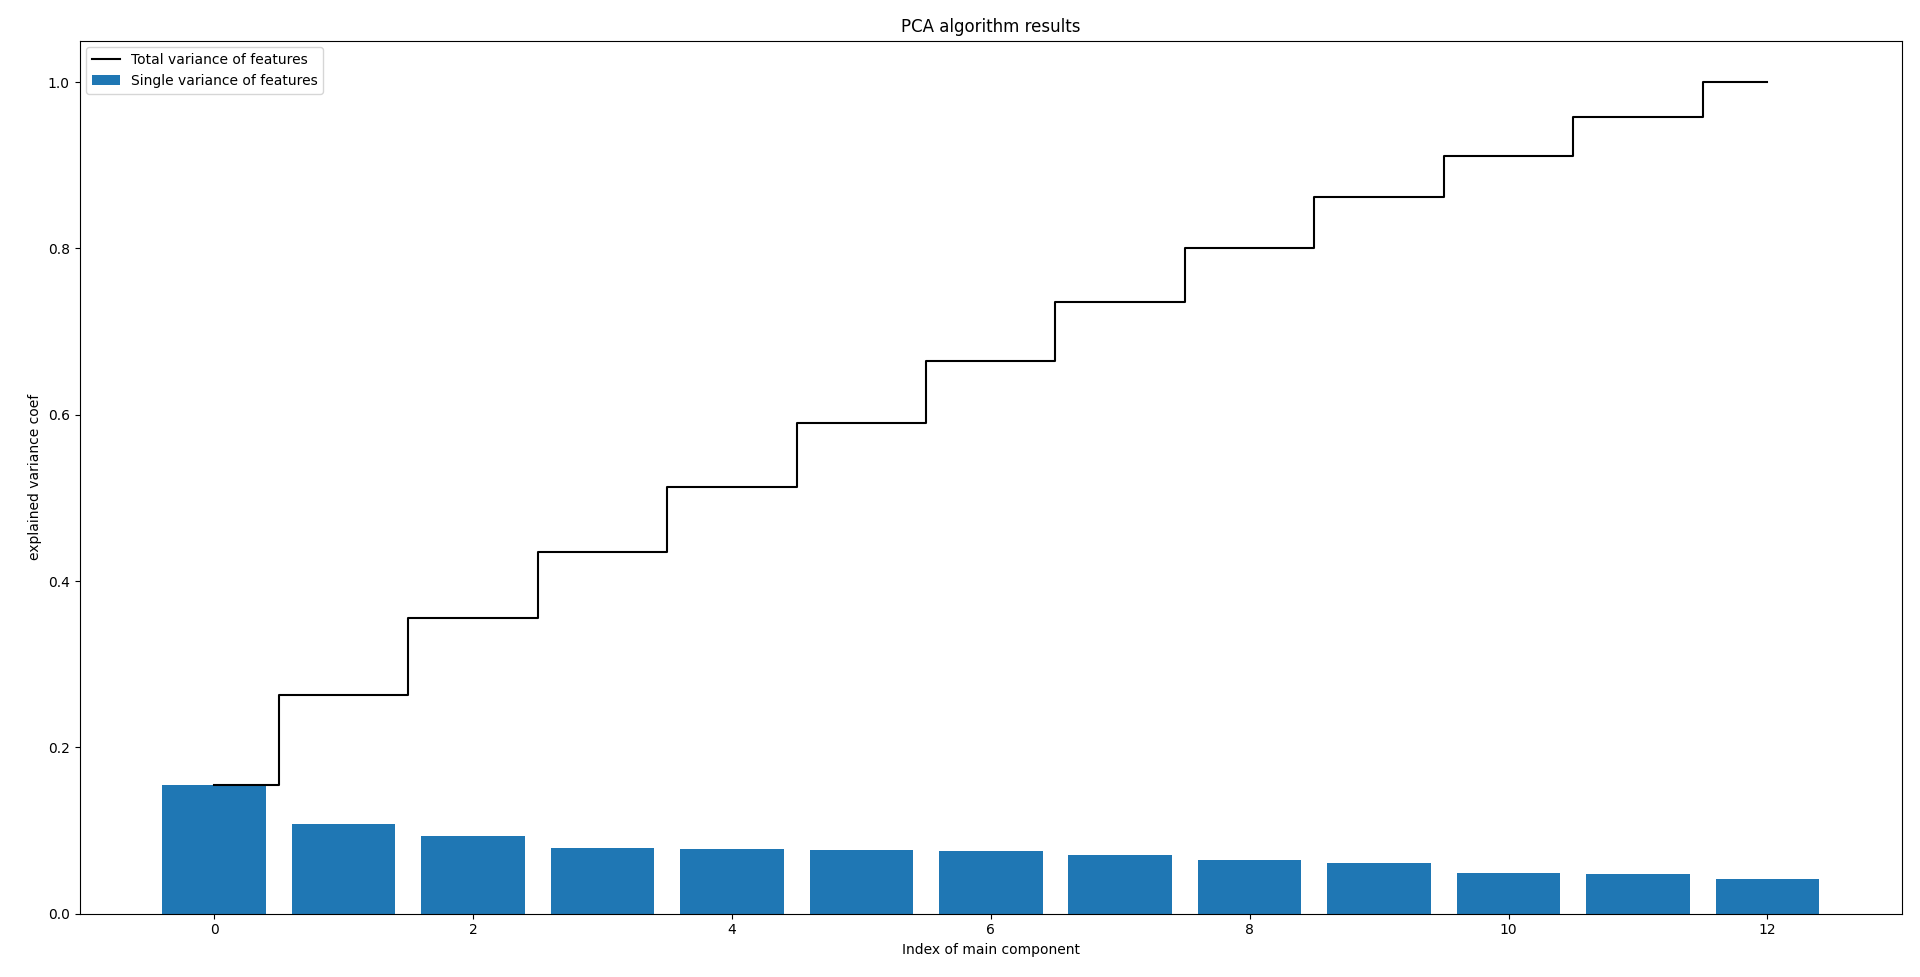 PCA algorithm results
Total variance of features
Single variance of features
1.0
0.8
0.6
0.4
0.2
0.0
explained variance coef
0 2 4 6 8 10 12
Index of main component